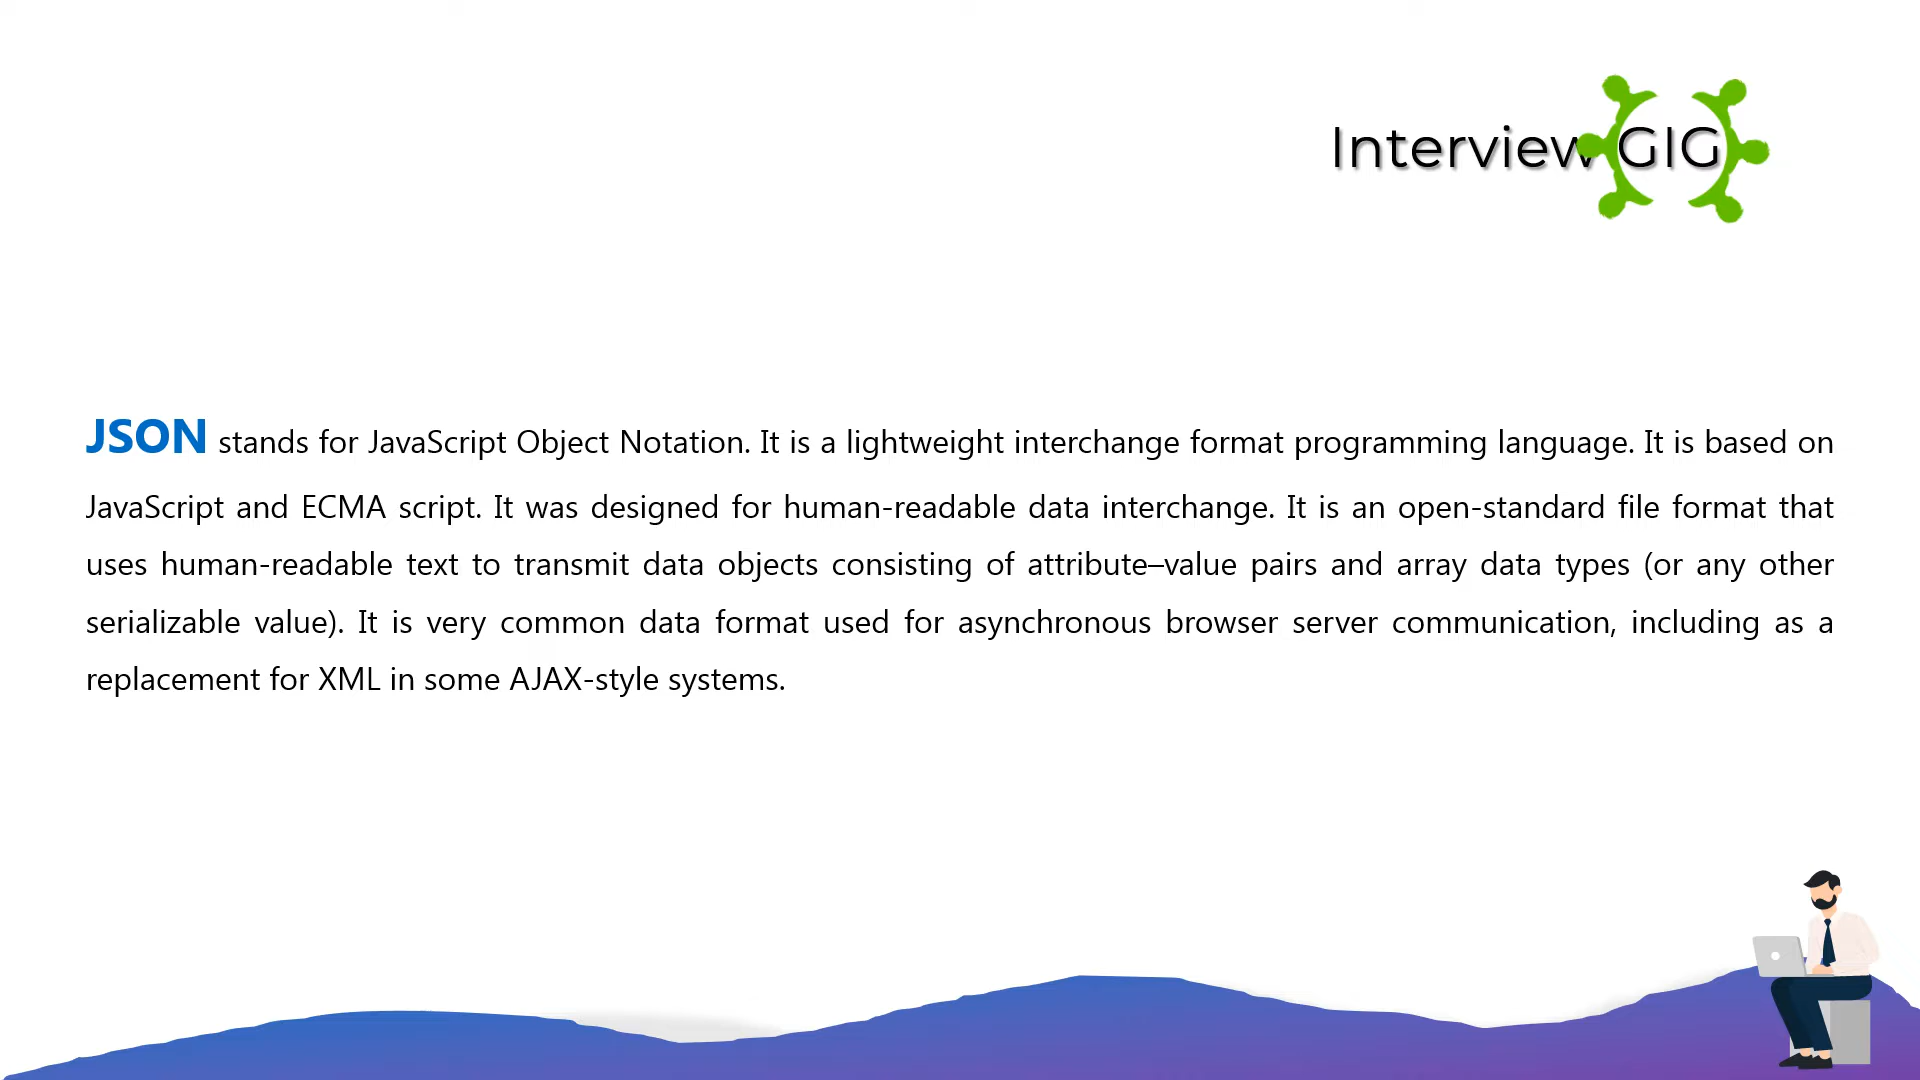 Interview GIG
JSON stands for JavaScript Object Notation. It is a lightweight interchange format programming language. It is based on
JavaScript and ECMA script. It was designed for human-readable data interchange. It is an open-standard file format that
uses human-readable text to transmit data objects consisting of attribute–value pairs and array data types (or any other
serializable value). It is very common data format used for asynchronous browser server communication, including as a
replacement for XML in some AJAX-style systems.